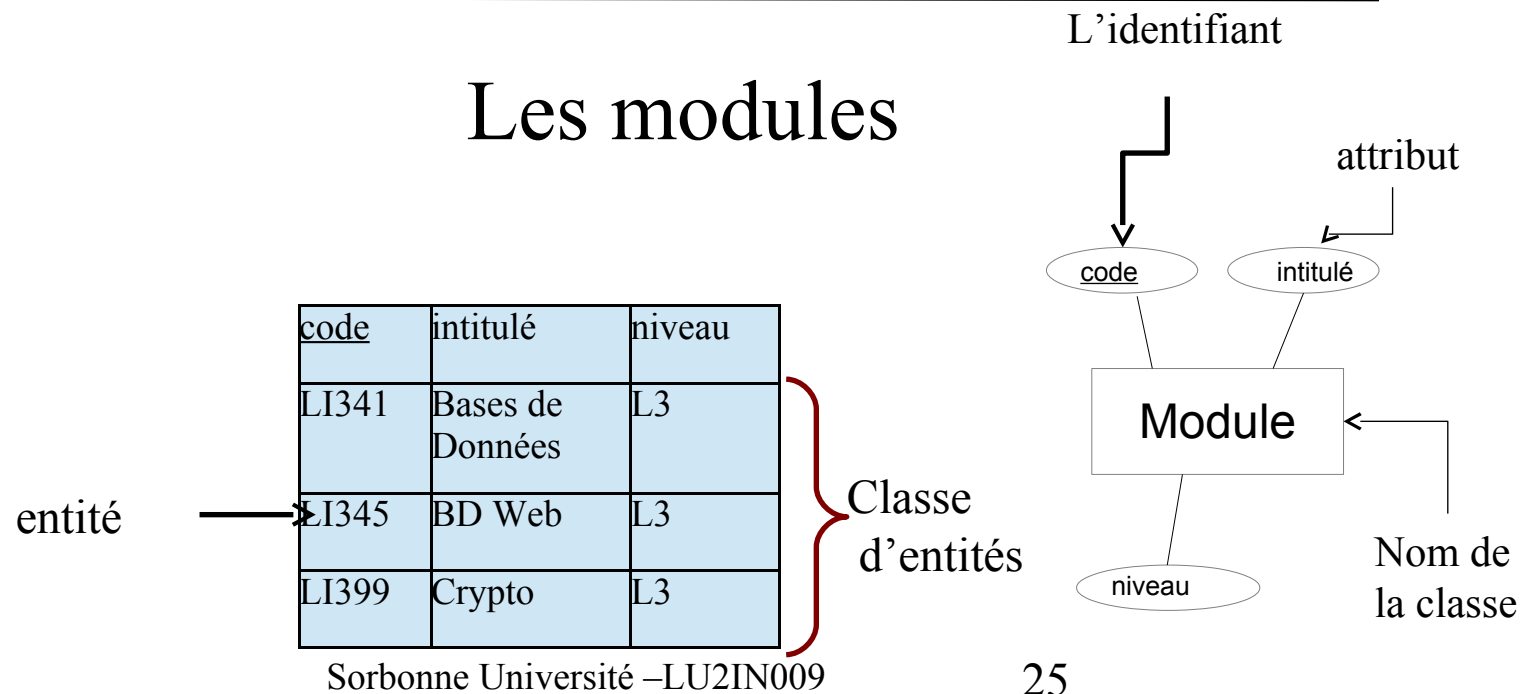 L’identifiant
Les modules
attribut
code
intitulé
code intitulé niveau
LI341 Bases de L3
Données
LI345 BD Web L3
LI399 Crypto L3
entité
Classe
d’entités
Module
niveau
Nom de
la classe
Sorbonne Université –LU2IN009
25